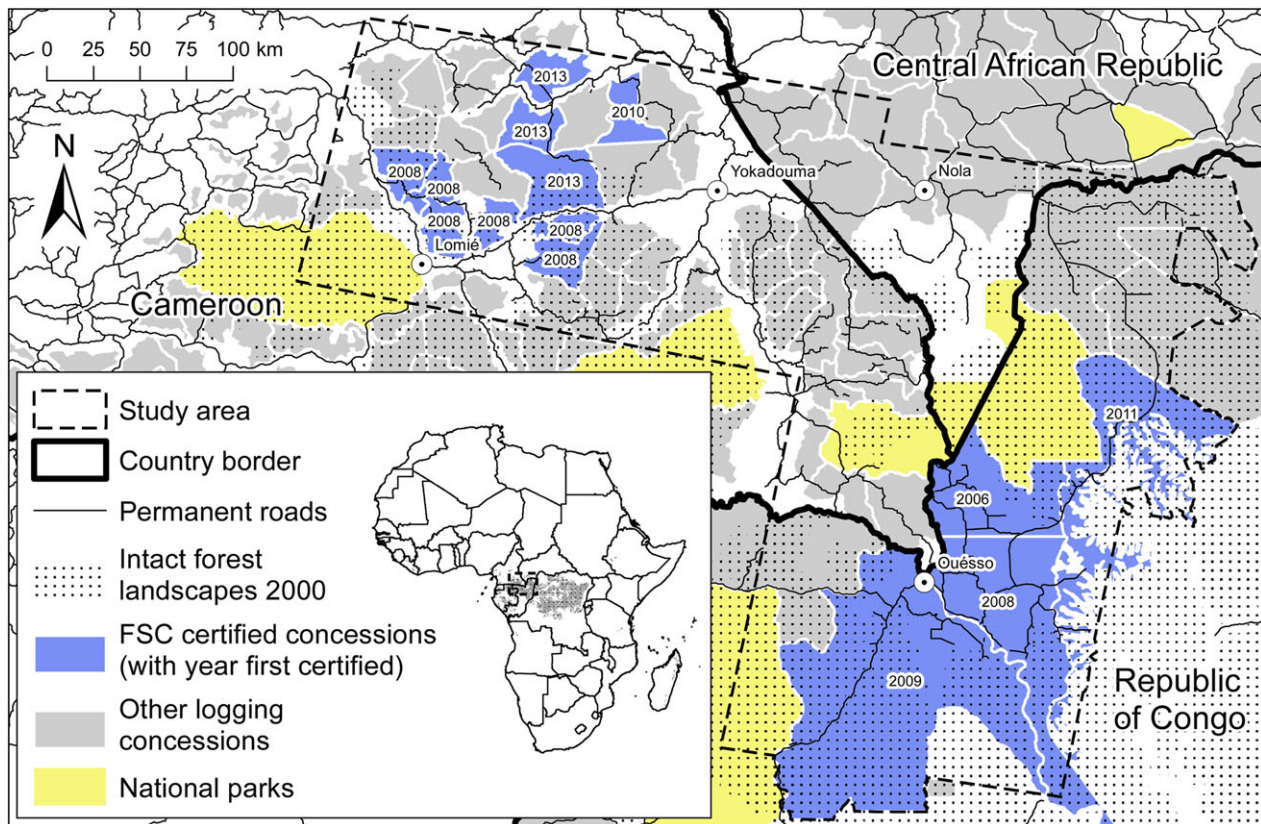 0 25 50 75 100 km
Central African Republic
N
2013
2010
2013
2008
2008
2013
2008
2008
2008
2008
Yokadouma
Nola
Lomié
Cameroon
2011
2006
Ouésso
2008
2009
Republic
of Congo
Study area
Country border
Permanent roads
Intact forest
landscapes 2000
FSC certified concessions
(with year first certified)
Other logging
concessions
National parks